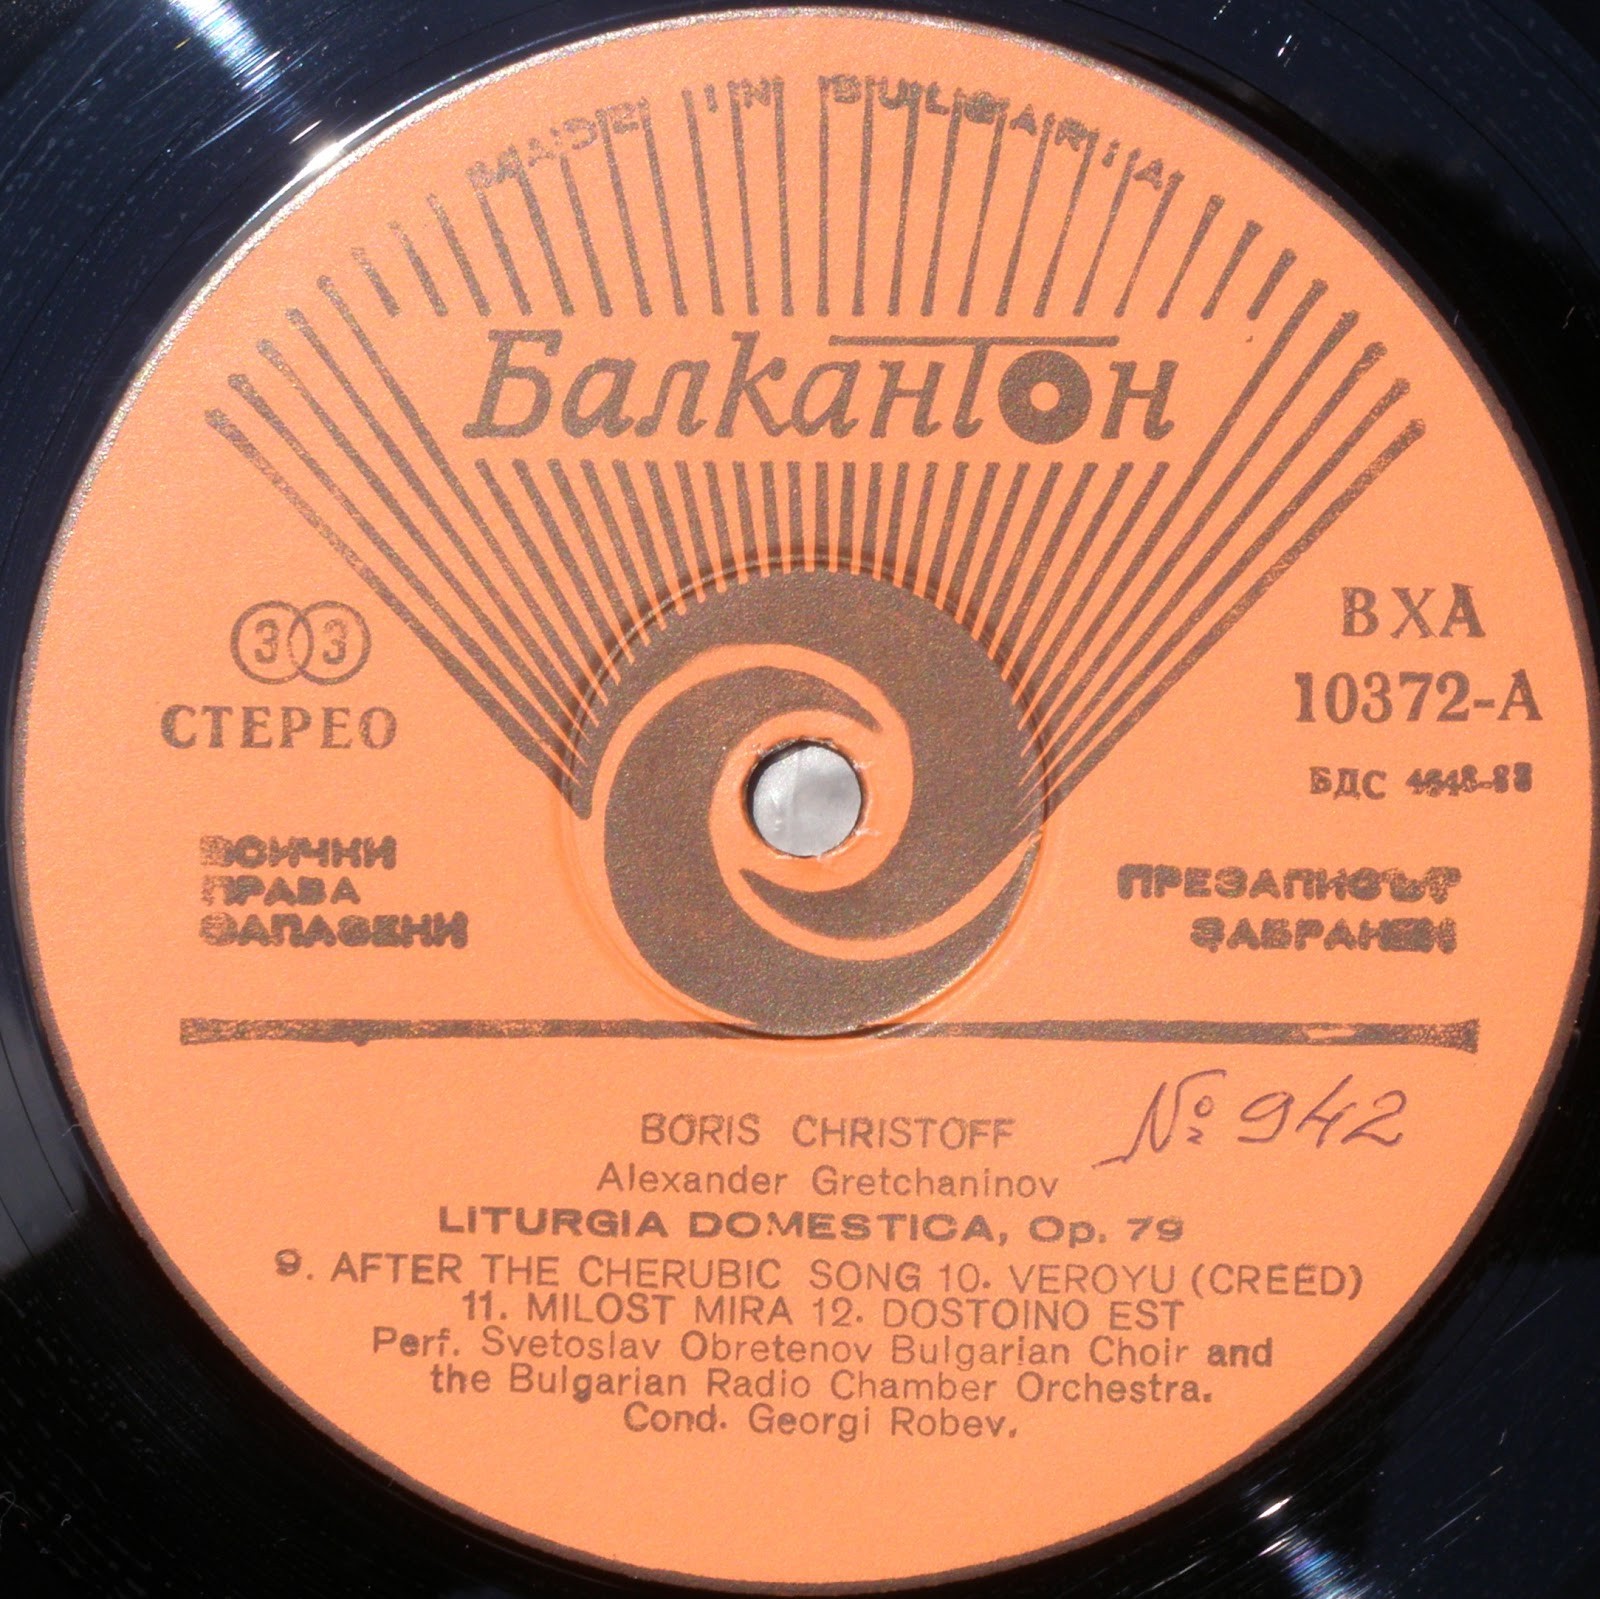 MADE IN BULGARIA
Балкантон
33
СТЕРЕО
ВХА
10372-А
БДС
ВСИЧКИ
ПРАВА
ЗАПАЗЕНИ
ПРЕЗАПИСЪТ
ЗАБРАНЕН
BORIS CHRISTOFF
№ 942
Alexander Gretchaninov
LITURGIA DOMESTICA, Op. 79
9. AFTER THE CHERUBIC SONG 10. VEROYU (CREED)
11. MILOST MIRA 12. DOSTOINO EST
Perf. Svetoslav Obretenov Bulgarian Choir and
the Bulgarian Radio Chamber Orchestra.
Cond. Georgi Robev.